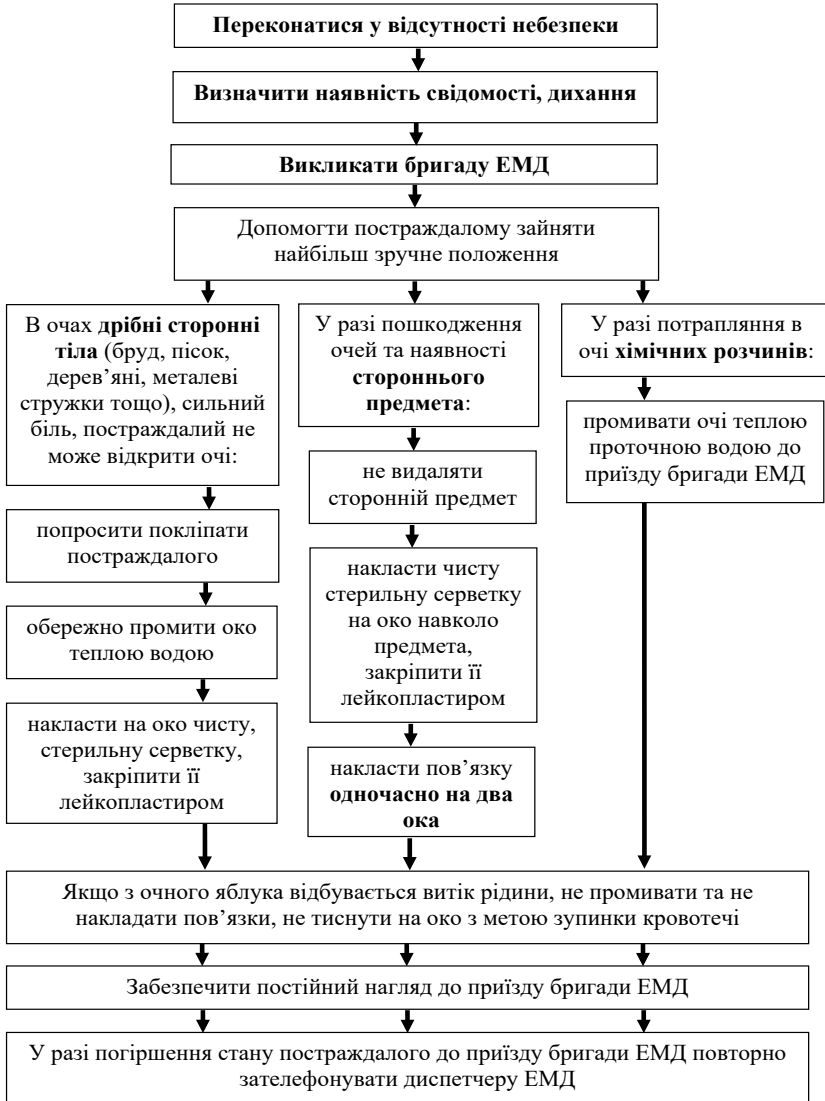 Переконатися у відсутності небезпеки
Визначити наявність свідомості, дихання
Викликати бригаду ЕМД
Допомогти постраждалому зайняти
найбільш зручне положення
В очах дрібні сторонні
тіла (бруд, пісок,
дерев’яні, металеві
стружки тощо), сильний
біль, постраждалий не
може відкрити очі:
попросити покліпати
постраждалого
обережно промити око
теплою водою
накласти на око чисту,
стерильну серветку,
закріпити її
лейкопластиром
У разі пошкодження
очей та наявності
стороннього
предмета:
не видаляти
сторонній предмет
накласти чисту
стерильну серветку
на око навколо
предмета,
закріпити її
лейкопластиром
накласти пов’язку
одночасно на два
ока
У разі потрапляння в
очі хімічних розчинів:
промивати очі теплою
проточною водою до
приїзду бригади ЕМД
Якщо з очного яблука відбувається витік рідини, не промивати та не
накладати пов’язки, не тиснути на око з метою зупинки кровотечі
Забезпечити постійний нагляд до приїзду бригади ЕМД
У разі погіршення стану постраждалого до приїзду бригади ЕМД повторно
зателефонувати диспетчеру ЕМД